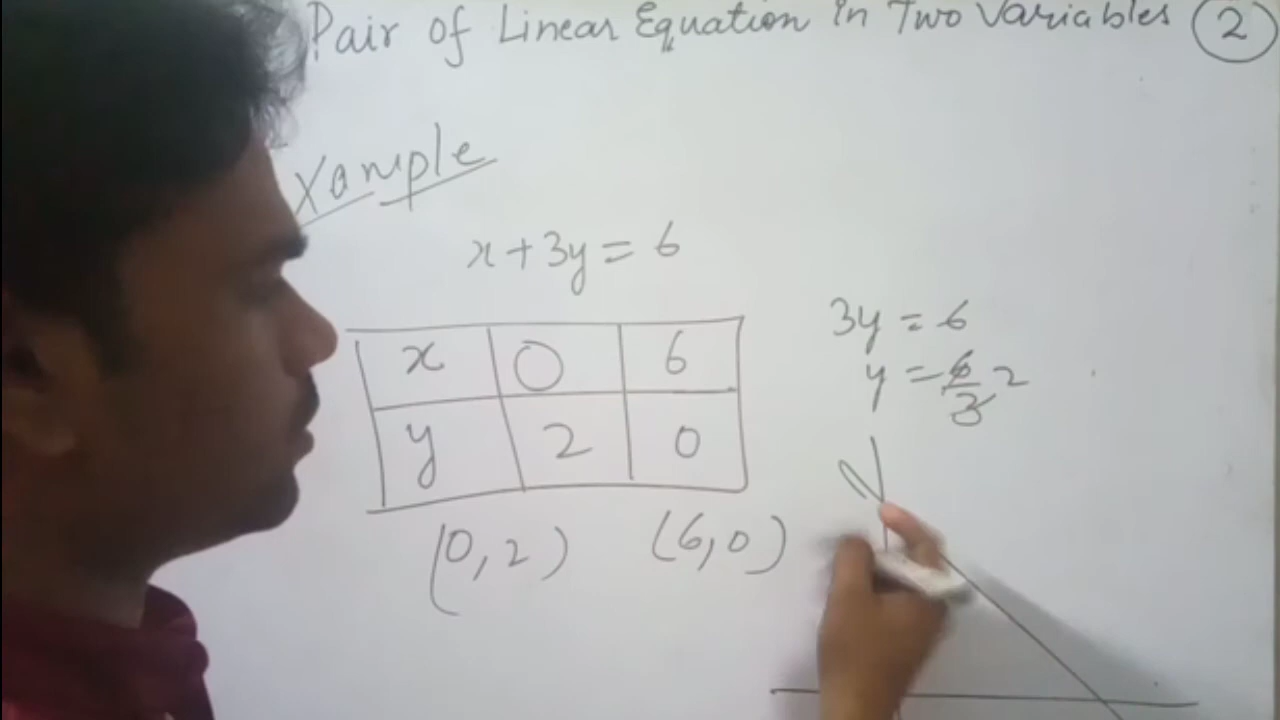 Pair of Linear Equation in Two Variables 2
xample
x + 3y = 6
3y = 6
y = 6/3 2
x 0 6
y 2 0
(0, 2) (6, 0)